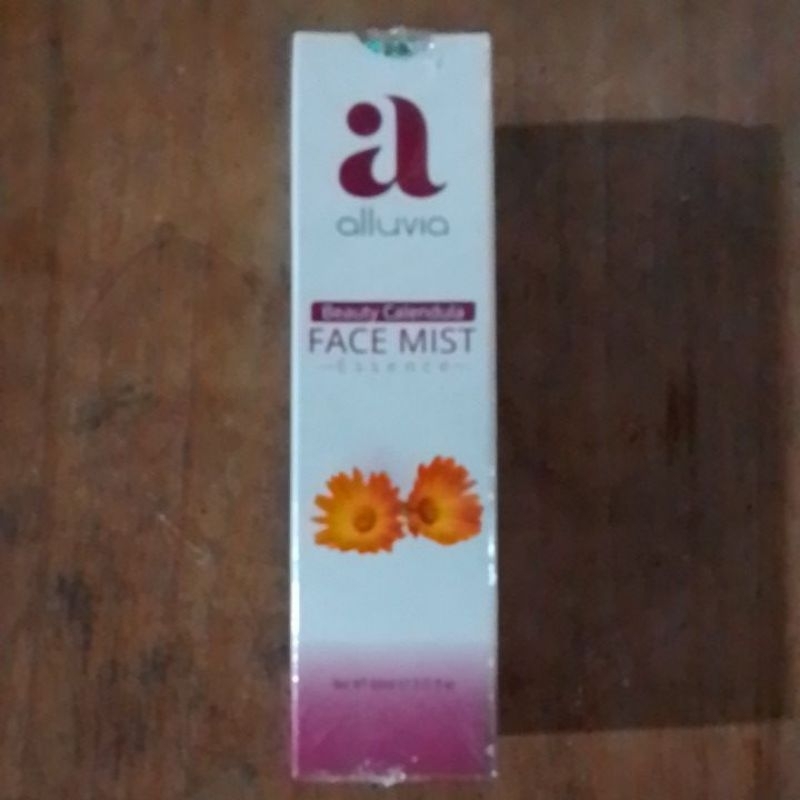 a
alluvia
Beauty Calendula
FACE MIST
Essence